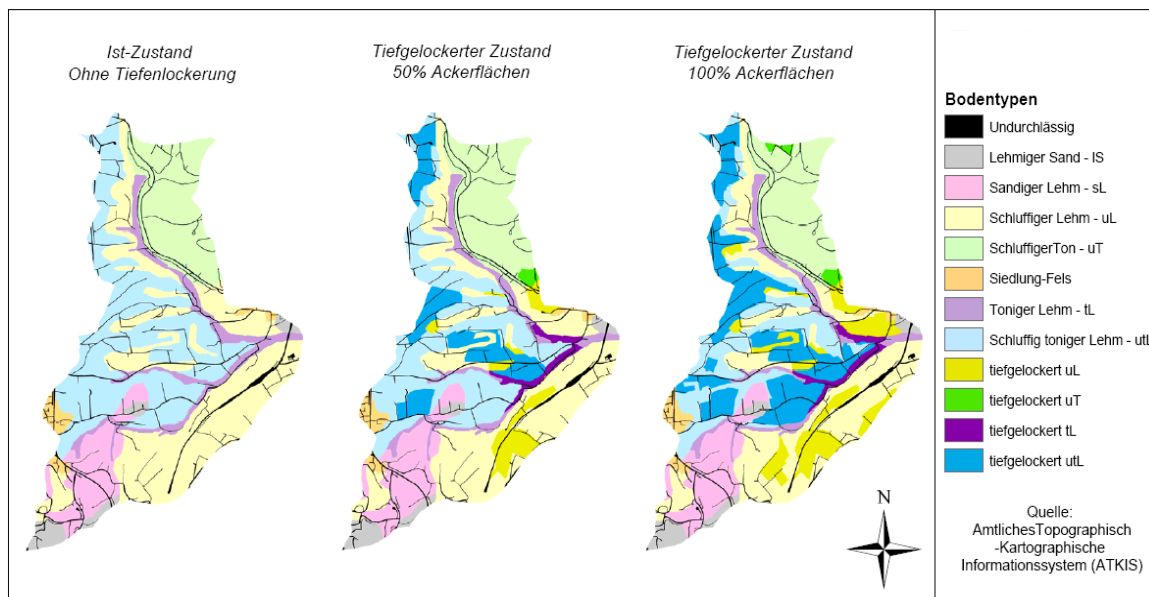 Ist-Zustand
Ohne Tiefenlockerung
Tiefgelockerter Zustand
50% Ackerflächen
Tiefgelockerter Zustand
100% Ackerflächen
Bodentypen
Undurchlässig
Lehmiger Sand - lS
Sandiger Lehm - sL
Schluffiger Lehm - uL
SchluffigerTon - uT
Siedlung-Fels
Toniger Lehm - tL
Schluffig toniger Lehm - utL
tiefgelockert uL
tiefgelockert uT
tiefgelockert tL
tiefgelockert utL
N
Quelle:
AmtlichesTopographisch
-Kartographische
Informationssystem (ATKIS)